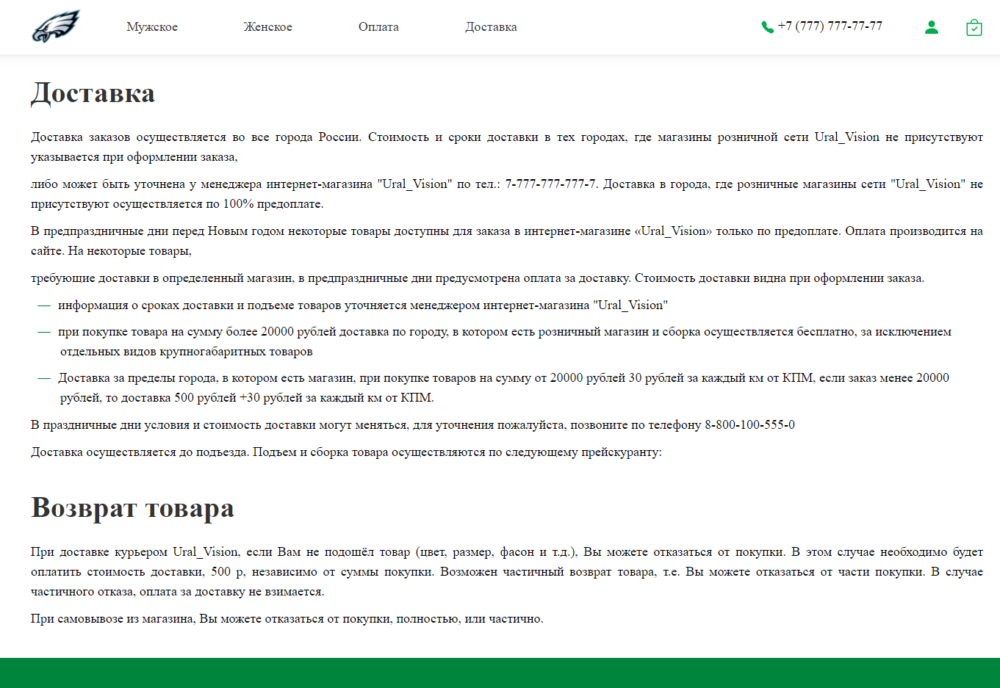 Мужское
Женское
Оплата
Доставка
+7 (777) 777-77-77
Доставка
Доставка заказов осуществляется во все города России. Стоимость и сроки доставки в тех городах, где магазины розничной сети Ural_Vision не присутствуют
указывается при оформлении заказа,
либо может быть уточнена у менеджера интернет-магазина "Ural_Vision" по тел.: 7-777-777-777-7. Доставка в города, где розничные магазины сети "Ural_Vision" не
присутствуют осуществляется по 100% предоплате.
В предпраздничные дни перед Новым годом некоторые товары доступны для заказа в интернет-магазине «Ural_Vision» только по предоплате. Оплата производится на
сайте. На некоторые товары,
требующие доставки в определенный магазин, в предпраздничные дни предусмотрена оплата за доставку. Стоимость доставки видна при оформлении заказа.
— информация о сроках доставки и подъеме товаров уточняется менеджером интернет-магазина "Ural_Vision"
— при покупке товара на сумму более 20000 рублей доставка по городу, в котором есть розничный магазин и сборка осуществляется бесплатно, за исключением
отдельных видов крупногабаритных товаров
— Доставка за пределы города, в котором есть магазин, при покупке товаров на сумму от 20000 рублей 30 рублей за каждый км от КПМ, если заказ менее 20000
рублей, то доставка 500 рублей +30 рублей за каждый км от КПМ.
В праздничные дни условия и стоимость доставки могут меняться, для уточнения пожалуйста, позвоните по телефону 8-800-100-555-0
Доставка осуществляется до подъезда. Подъем и сборка товара осуществляются по следующему прейскуранту:
Возврат товара
При доставке курьером Ural_Vision, если Вам не подошёл товар (цвет, размер, фасон и т.д.), Вы можете отказаться от покупки. В этом случае необходимо будет
оплатить стоимость доставки, 500 р, независимо от суммы покупки. Возможен частичный возврат товара, т.е. Вы можете отказаться от части покупки. В случае
частичного отказа, оплата за доставку не взимается.
При самовывозе из магазина, Вы можете отказаться от покупки, полностью, или частично.